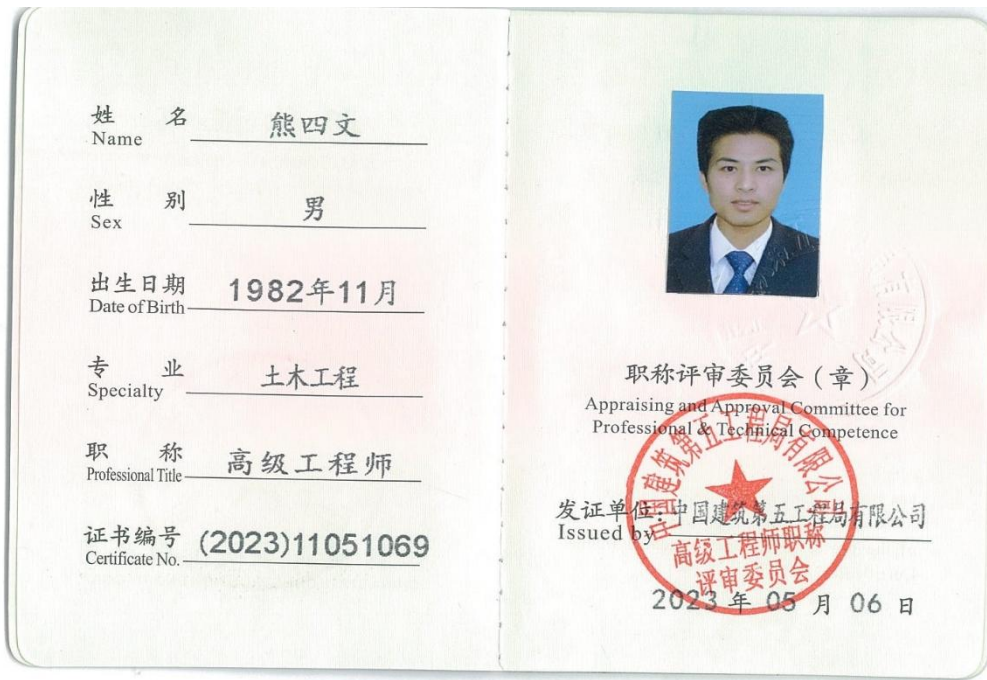 姓 名 熊四文
Name
性 别 男
Sex
出生日期 1982年11月
Date of Birth
专 业 土木工程
Specialty
职 称 高级工程师
Professional Title
证书编号 (2023)11051069
Certificate No.
有限公司
职称评审委员会（章）
Appraising and Approval Committee for
Professional & Technical Competence
中国建筑第五工程局有限公司
发证单位:中国建筑第五工程局有限公司
Issued by
高级工程师职称
评审委员会
2023 年 05 月 06 日